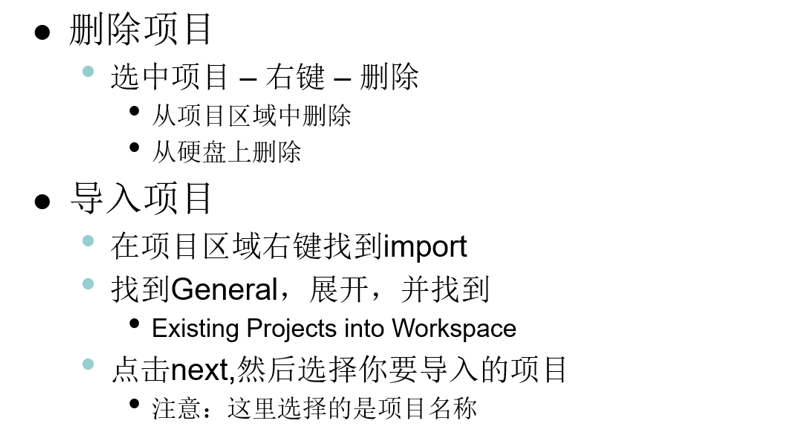 删除项目
选中项目 – 右键 – 删除
从项目区域中删除
从硬盘上删除
导入项目
在项目区域右键找到import
找到General，展开，并找到
Existing Projects into Workspace
点击next,然后选择你要导入的项目
注意：这里选择的是项目名称